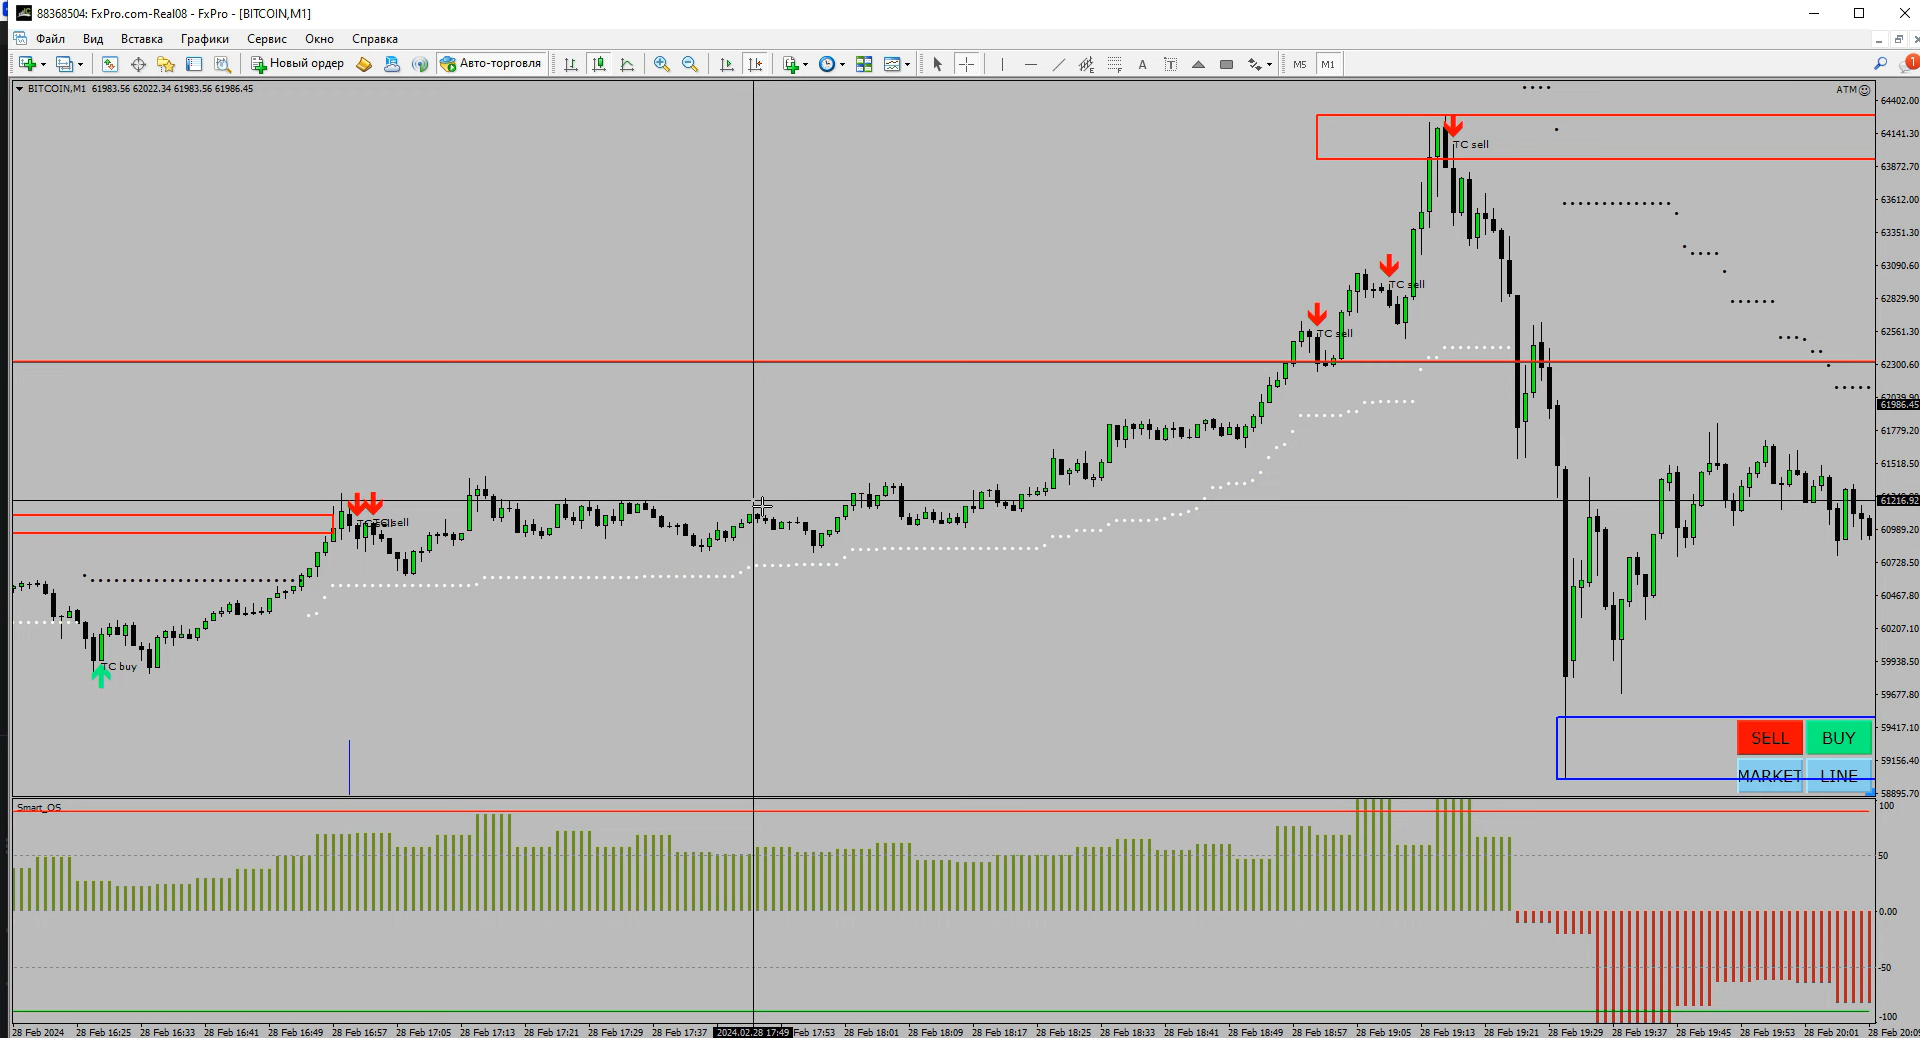 88368504: FxPro.com-Real08 - FxPro - [BITCOIN,M1]
Файл Вид Вставка Графики Сервис Окно Справка
Новый ордер Авто-торговля A T M5 M1 1
BITCOIN,M1 61983.56 62022.34 61983.56 61986.45
ATM
64402.00
64141.30
TC sell
63872.70
63612.00
63351.30
63090.60
TC sell
62829.90
TC sell
62561.30
62300.60
61986.45
61779.20
61518.50
61216.92
TC sell
60989.20
60728.50
60467.80
60207.10
TC buy
59938.50
59677.80
59417.10
SELL BUY
59156.40
MARKET LINE
58895.70
Smart_OS
100
50
0.00
-50
-100
28 Feb 2024 28 Feb 16:25 28 Feb 16:33 28 Feb 16:41 28 Feb 16:49 28 Feb 16:57 28 Feb 17:05 28 Feb 17:13 28 Feb 17:21 28 Feb 17:29 28 Feb 17:37 2024.02.28 17:49 17:53 28 Feb 18:01 28 Feb 18:09 28 Feb 18:17 28 Feb 18:25 28 Feb 18:33 28 Feb 18:41 28 Feb 18:49 28 Feb 18:57 28 Feb 19:05 28 Feb 19:13 28 Feb 19:21 28 Feb 19:29 28 Feb 19:37 28 Feb 19:45 28 Feb 19:53 28 Feb 20:01 28 Feb 20:09